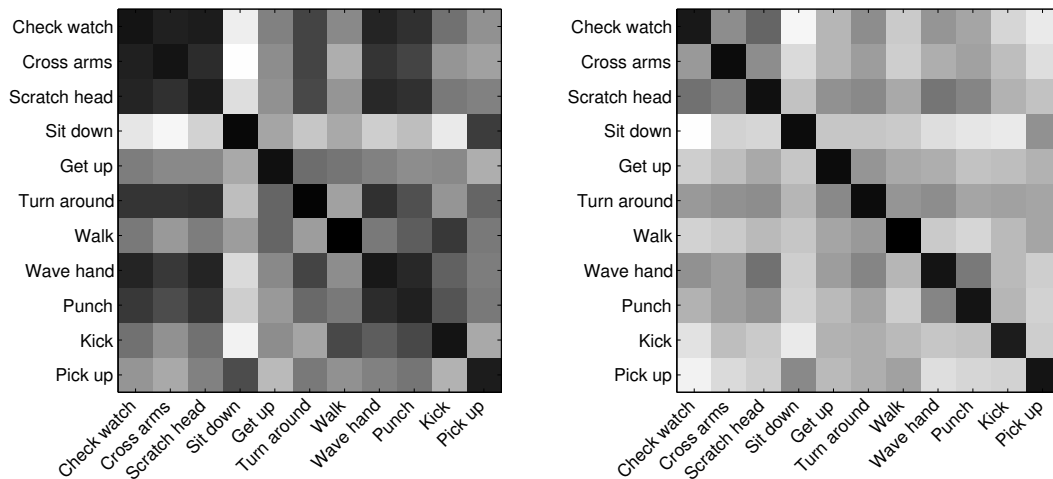 Check watch
Cross arms
Scratch head
Sit down
Get up
Turn around
Walk
Wave hand
Punch
Kick
Pick up
Check watch
Cross arms
Scratch head
Sit down
Get up
Turn around
Walk
Wave hand
Punch
Kick
Pick up
Check watch
Cross arms
Scratch head
Sit down
Get up
Turn around
Walk
Wave hand
Punch
Kick
Pick up
Check watch
Cross arms
Scratch head
Sit down
Get up
Turn around
Walk
Wave hand
Punch
Kick
Pick up